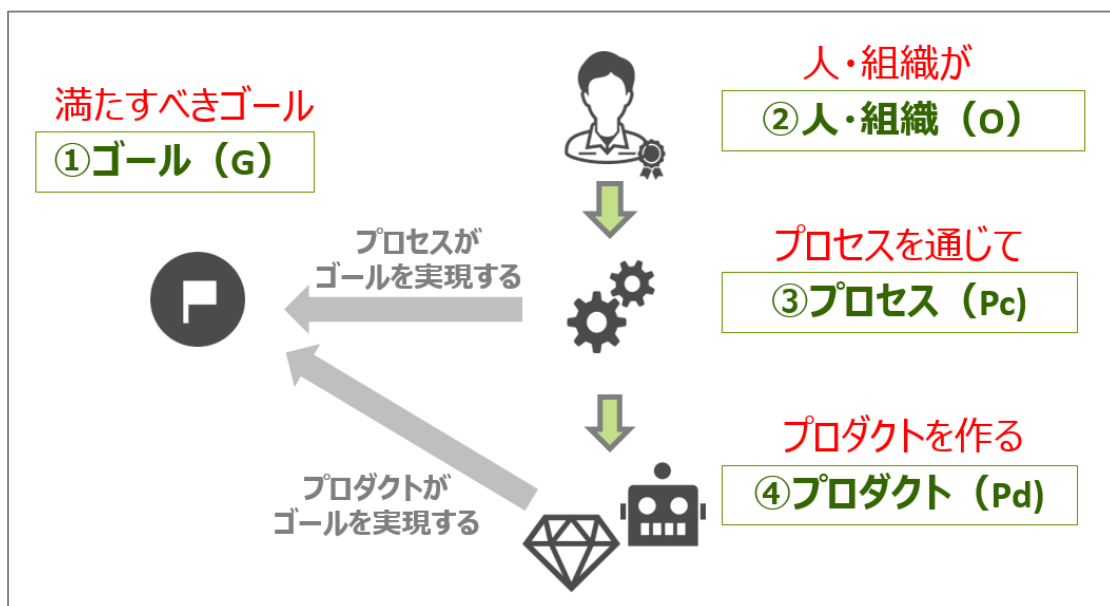 満たすべきゴール
①ゴール（G）
人・組織が
②人・組織（O）
プロセスが
ゴールを実現する
プロセスを通じて
③プロセス（Pc)
プロダクトを作る
④プロダクト（Pd)
プロダクトが
ゴールを実現する